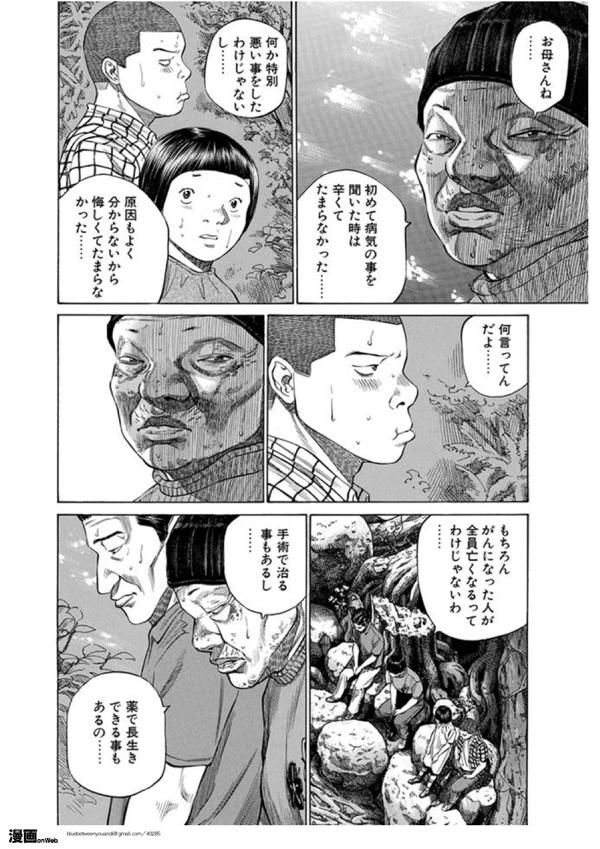 お母さんね
……
初めて病気の事を
聞いた時は
辛くて
たまらなかった……
何か特別
悪い事をした
わけじゃない
し……
原因もよく
分からないから
悔しくてたまらな
かった……
何言ってん
だよ……
もちろん
がんになった人が
全員亡くなるって
わけじゃないわ
手術で治る
事もあるし
薬で長生き
できる事も
あるの……
漫画onWeb
bluebetweenyouandi@gmail.com/40285